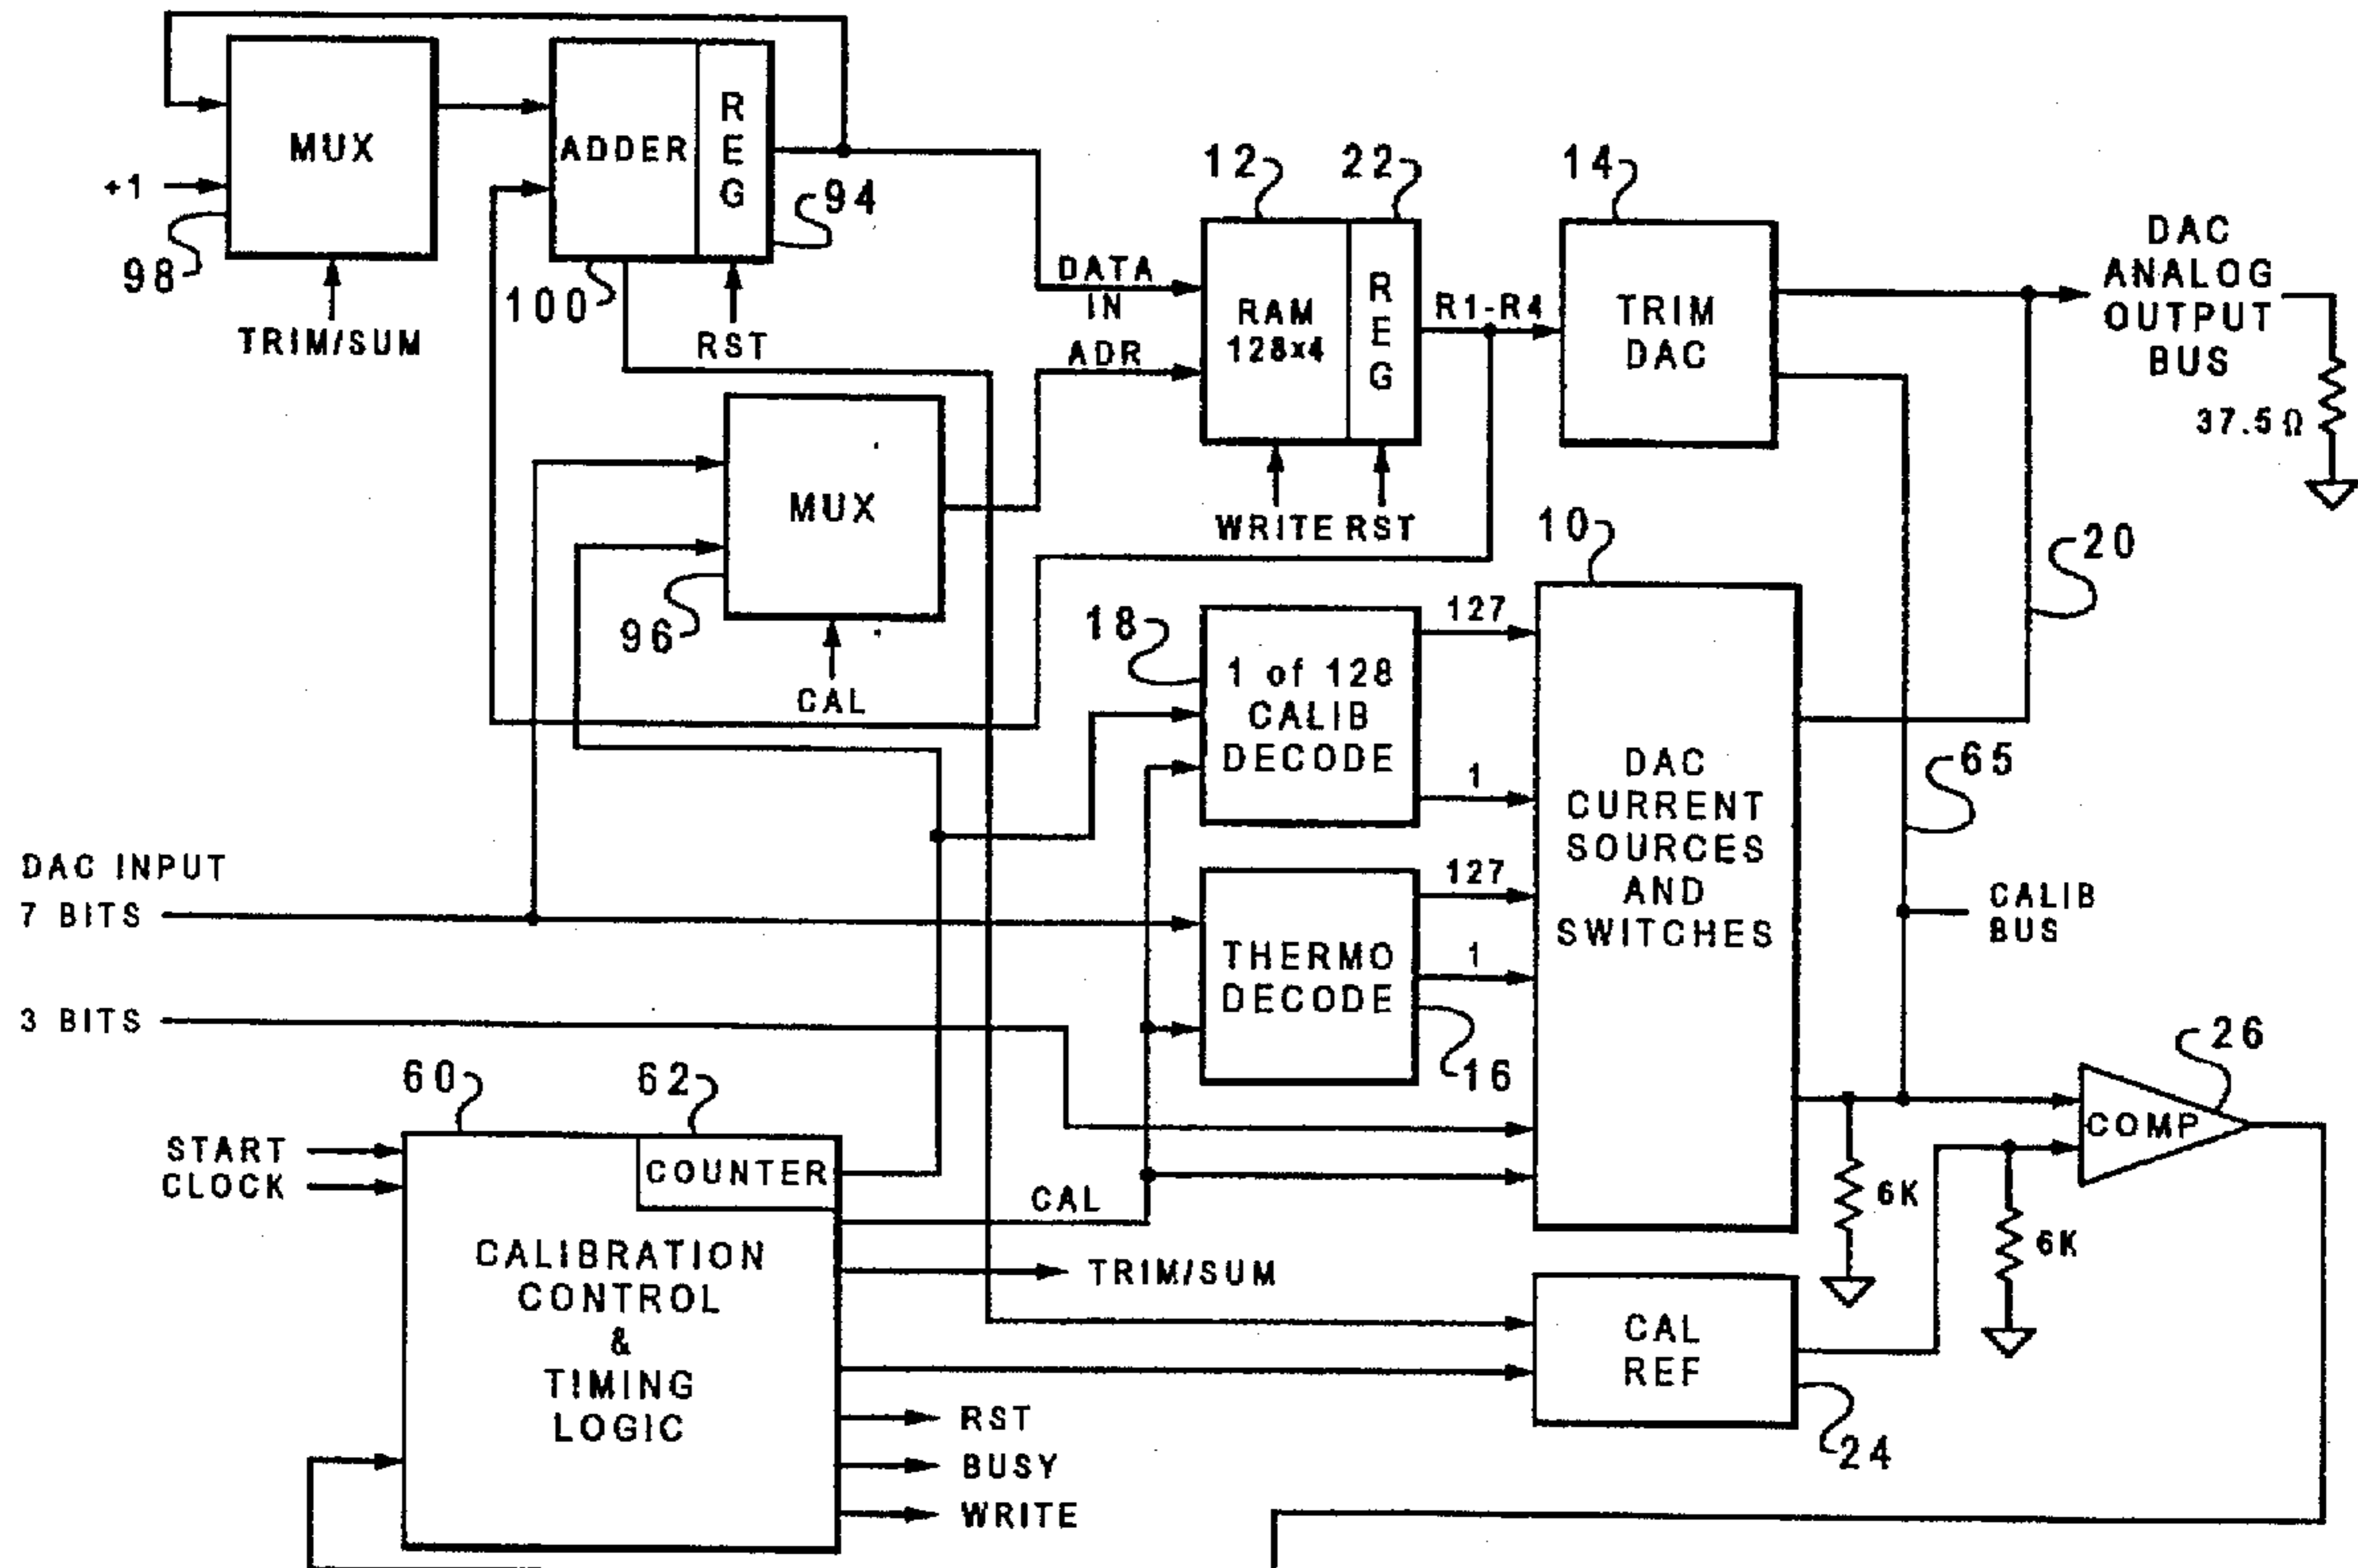 MUX
+1
98
TRIM/SUM
ADDER
REG
94
100
RST
DATA
IN
ADR
12
22
RAM
128x4
REG
WRITE RST
R1-R4
14
TRIM
DAC
DAC
ANALOG
OUTPUT
BUS
37.5Ω
MUX
96
CAL
18
1 of 128
CALIB
DECODE
127
1
10
DAC
CURRENT
SOURCES
AND
SWITCHES
20
65
CALIB
BUS
DAC INPUT
7 BITS
3 BITS
THERMO
DECODE
127
1
16
26
COMP
6K
6K
60
62
START
CLOCK
COUNTER
CALIBRATION
CONTROL
&
TIMING
LOGIC
CAL
TRIM/SUM
RST
BUSY
WRITE
CAL
REF
24